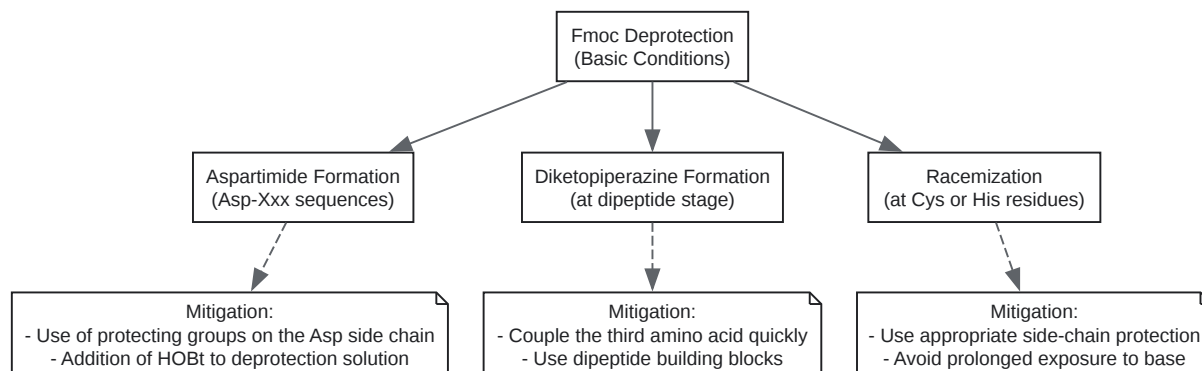 Fmoc Deprotection
(Basic Conditions)
Aspartimide Formation
(Asp-Xxx sequences)
Diketopiperazine Formation
(at dipeptide stage)
Racemization
(at Cys or His residues)
Mitigation:
- Use of protecting groups on the Asp side chain
- Addition of HOBt to deprotection solution
Mitigation:
- Couple the third amino acid quickly
- Use dipeptide building blocks
Mitigation:
- Use appropriate side-chain protection
- Avoid prolonged exposure to base